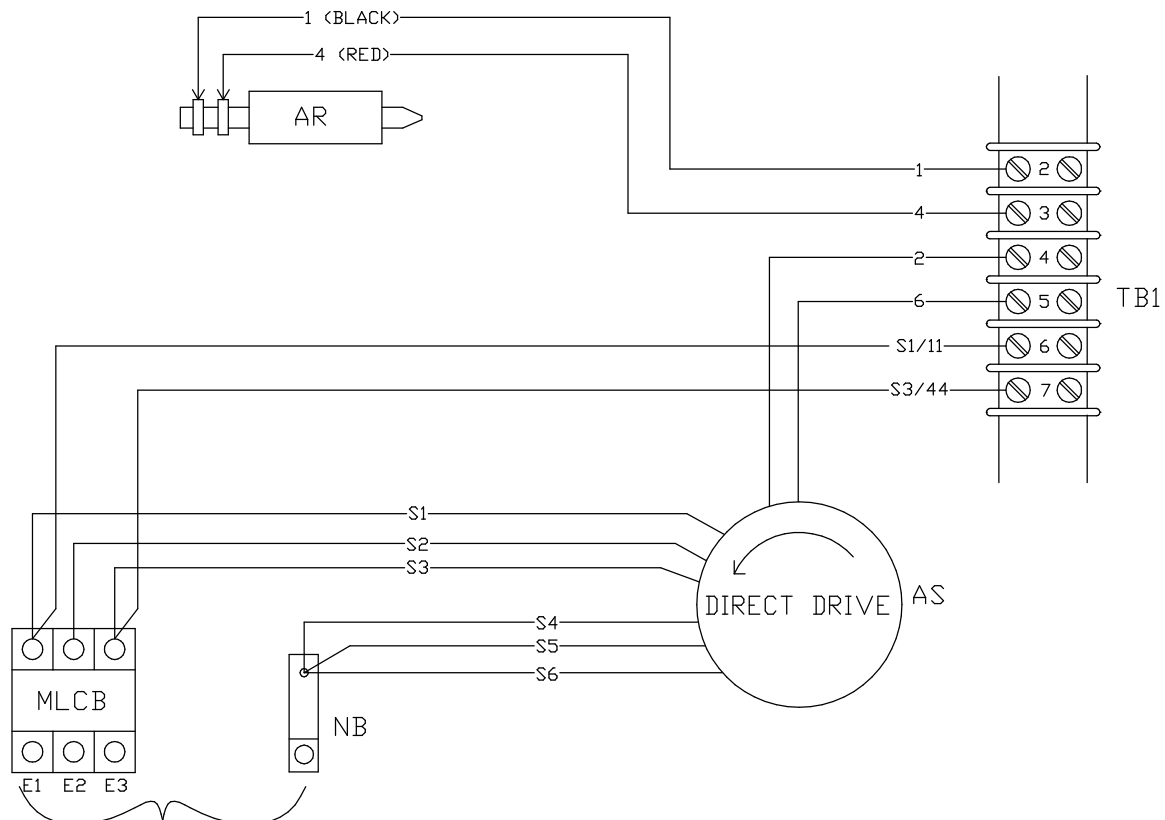 1 (BLACK)
4 (RED)
AR
1
2
4
3
2
4
6
5
TB1
S1/11
6
S3/44
7
S1
S2
S3
DIRECT DRIVE
AS
S4
S5
S6
MLCB
NB
E1
E2
E3